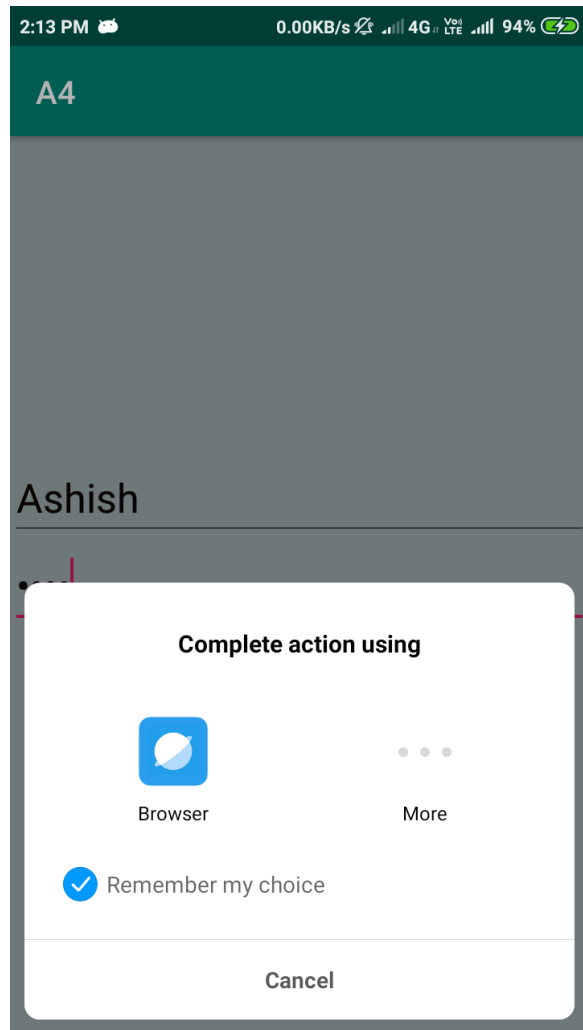 2:13 PM 0.00KB/s 4G Vo) LTE 94%
A4
Ashish
••••
Complete action using
Browser More
Remember my choice
Cancel